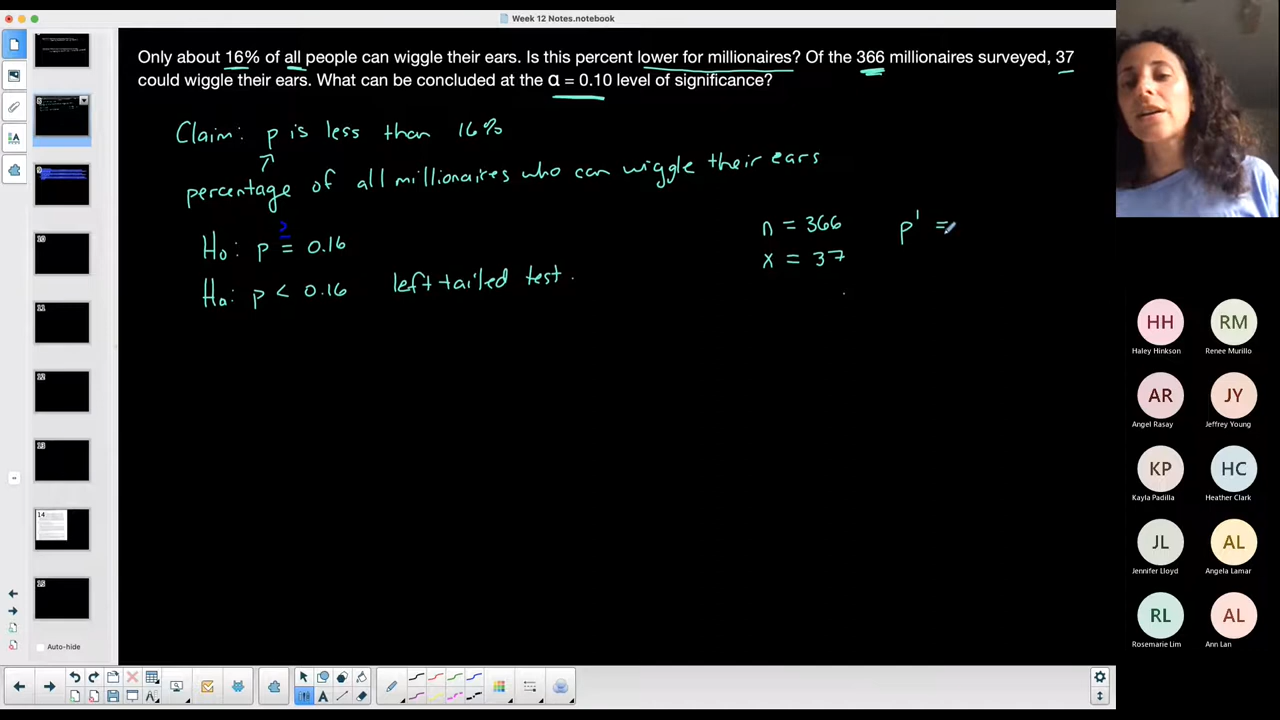 Week 12 Notes.notebook
Only about 16% of all people can wiggle their ears. Is this percent lower for millionaires? Of the 366 millionaires surveyed, 37
could wiggle their ears. What can be concluded at the α = 0.10 level of significance?
Claim: p is less than 16%
percentage of all millionaires who can wiggle their ears
H₀: p = 0.16
Hₐ: p < 0.16 left tailed test.
n = 366 p' =
x = 37
10
11
12
13
14
Auto-hide
HH
RM
Haley Hinkson
Renee Murillo
AR
JY
Angel Rasay
Jeffrey Young
KP
HC
Kayla Padilla
Heather Clark
JL
AL
Jennifer Lloyd
Angela Lamar
RL
AL
Rosemarie Lim
Ann Lan